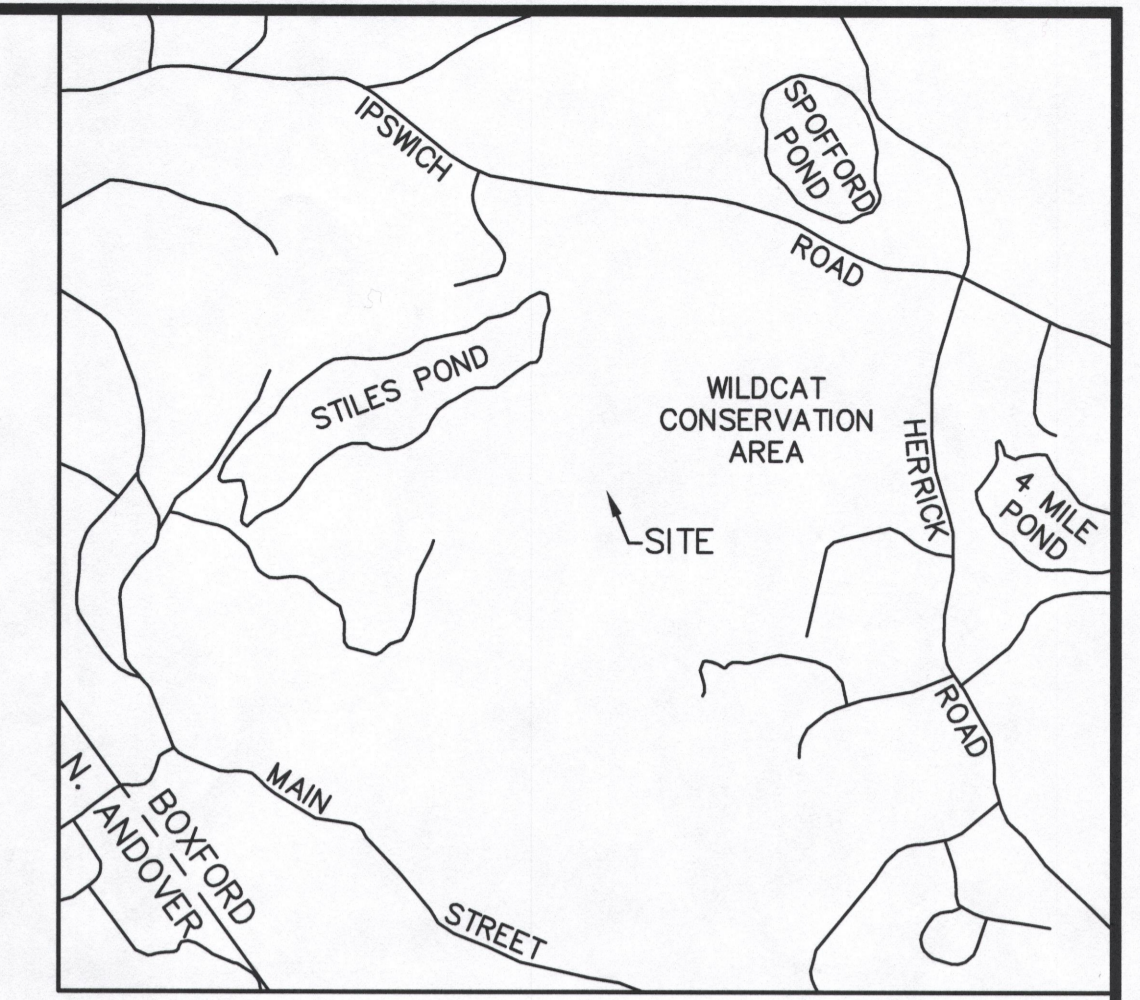 IPSWICH
ROAD
SPOFFORD
POND
STILES POND
WILDCAT
CONSERVATION
AREA
HERRICK
ROAD
4 MILE
POND
SITE
MAIN
STREET
BOXFORD
N. ANDOVER